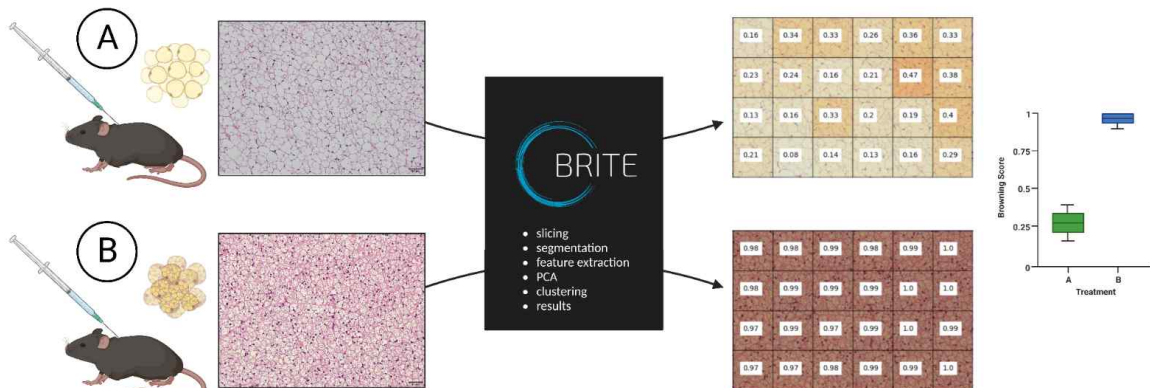 A
0.16 0.34 0.33 0.26 0.36 0.33
0.23 0.24 0.16 0.21 0.47 0.38
0.13 0.16 0.33 0.2 0.19 0.4
0.21 0.08 0.14 0.13 0.16 0.29
BRITE
• slicing
• segmentation
• feature extraction
• PCA
• clustering
• results
B
0.98 0.98 0.99 0.98 0.99 1.0
0.98 0.99 0.99 0.99 1.0 1.0
0.97 0.99 0.97 0.99 1.0 0.99
0.97 0.97 0.98 0.99 0.99 1.0
Browning Score
1
0.75
0.5
0.25
0
A B
Treatment